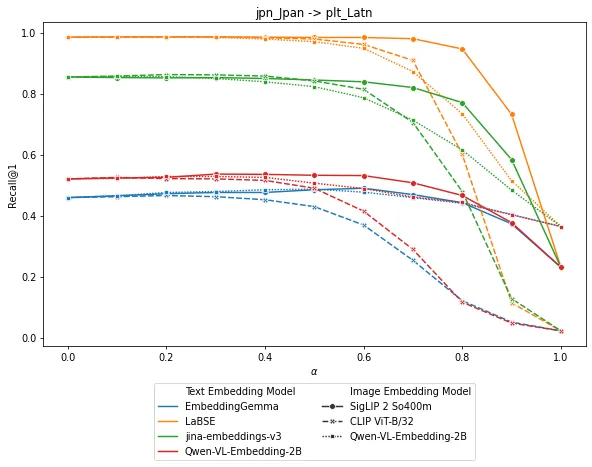 jpn_Jpan -> plt_Latn
1.0
0.8
0.6
0.4
0.2
0.0
Recall@1
0.0 0.2 0.4 0.6 0.8 1.0
α
Text Embedding Model
EmbeddingGemma
LaBSE
jina-embeddings-v3
Qwen-VL-Embedding-2B
Image Embedding Model
SigLIP 2 So400m
CLIP ViT-B/32
Qwen-VL-Embedding-2B